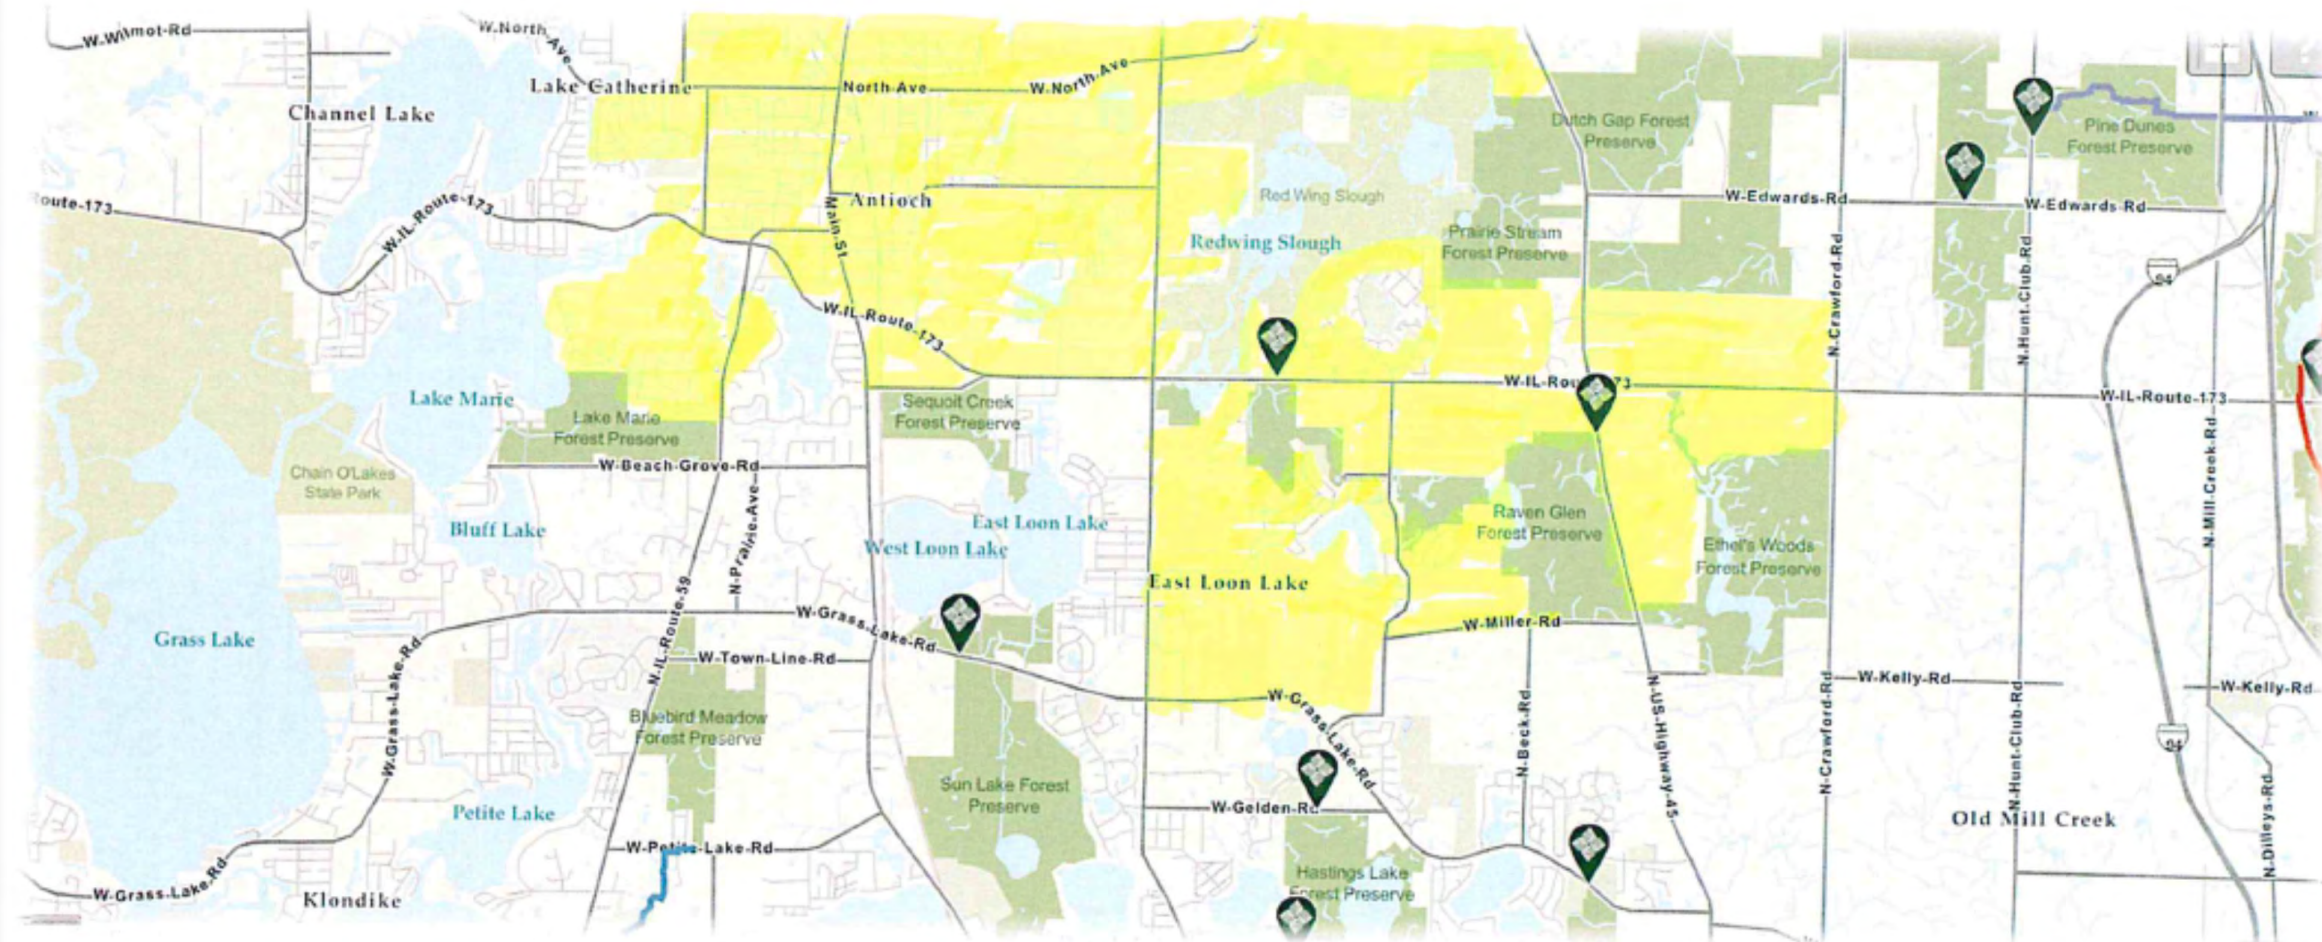 W-Wilmot-Rd
W.North-Ave
Lake Catherine
North Ave
W-North-Ave
Channel Lake
Dutch Gap Forest
Preserve
Pine Dunes
Forest Preserve
oute-173
W-IL-Route-173
Main-St
Antioch
Red Wing Slough
Redwing Slough
Prairie Stream
Forest Preserve
W-Edwards-Rd
W-Edwards Rd
N-Crawford-Rd
N-Hunt-Club-Rd
94
W-IL-Route-173
W-IL-Rou 73
W-IL-Route-173
Lake Marie
Lake Marie
Forest Preserve
Sequoit Creek
Forest Preserve
W-Beach-Grove-Rd
Chain O'Lakes
State Park
Bluff Lake
N-Prairie-Ave
East Loon Lake
West Loon Lake
Raven Glen
Forest Preserve
Ethel's Woods
Forest Preserve
N-Mill-Creek-Rd
East Loon Lake
Grass Lake
W-Grass-Lake-Rd
N-IL-Route-59
W-Grass-Lake-Rd
W-Town-Line-Rd
W-Miller-Rd
W-Kelly-Rd
W-Kelly-Rd
Bluebird Meadow
Forest Preserve
W-Grass-Lake-Rd
N-Beck-Rd
N-US-Highway-45
N-Crawford-Rd
N-Hunt-Club-Rd
94
Sun Lake Forest
Preserve
W-Gelden-Rd
Petite Lake
Old Mill Creek
N-Dilleys-Rd
W-Petite-Lake-Rd
Hastings Lake
Forest Preserve
W-Grass-Lake-Rd
Klondike